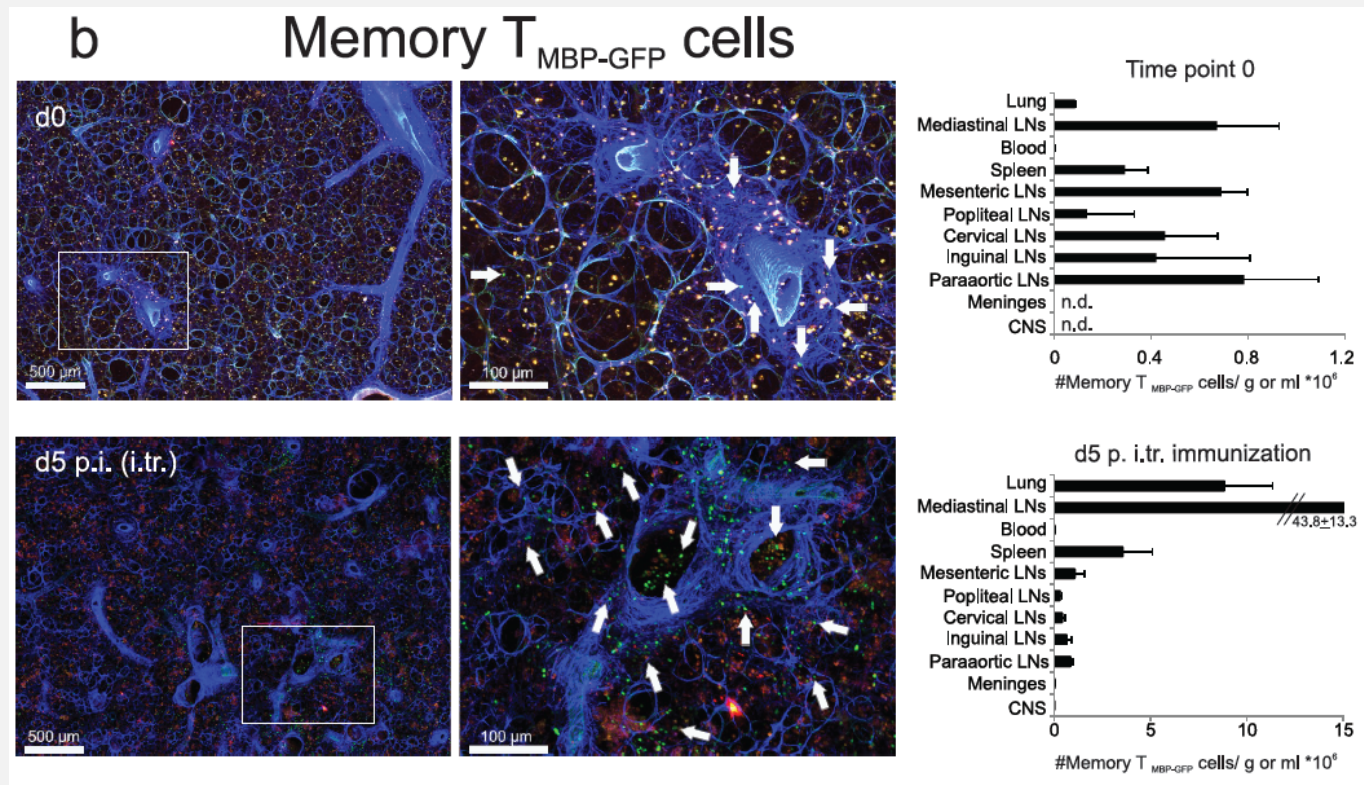 b Memory T MBP-GFP cells
d0
500 µm
100 µm
Time point 0
Lung
Mediastinal LNs
Blood
Spleen
Mesenteric LNs
Popliteal LNs
Cervical LNs
Inguinal LNs
Paraaortic LNs
Meninges n.d.
CNS n.d.
0 0.4 0.8 1.2
#Memory T MBP-GFP cells/ g or ml *10⁶
d5 p.i. (i.tr.)
500 µm
100 µm
d5 p. i.tr. immunization
Lung
Mediastinal LNs
43.8±13.3
Blood
Spleen
Mesenteric LNs
Popliteal LNs
Cervical LNs
Inguinal LNs
Paraaortic LNs
Meninges
CNS
0 5 10 15
#Memory T MBP-GFP cells/ g or ml *10⁶